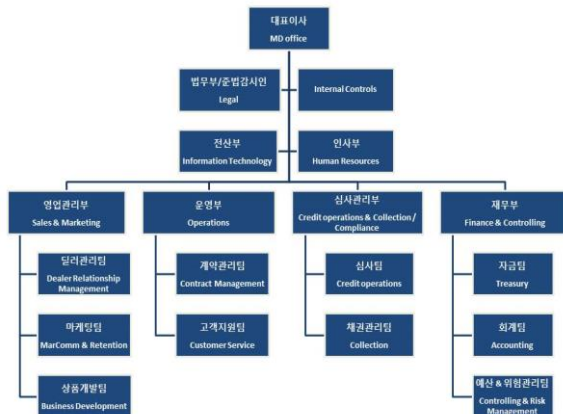 대표이사
MD office
법무부/준법감시인
Legal
Internal Controls
전산부
Information Technology
인사부
Human Resources
영업관리부
Sales & Marketing
운영부
Operations
심사관리부
Credit operations & Collection /
Compliance
재무부
Finance & Controlling
딜러관리팀
Dealer Relationship
Management
계약관리팀
Contract Management
심사팀
Credit operations
자금팀
Treasury
마케팅팀
MarComm & Retention
고객지원팀
Customer Service
채권관리팀
Collection
회계팀
Accounting
상품개발팀
Business Development
예산 & 위험관리팀
Controlling & Risk
Management